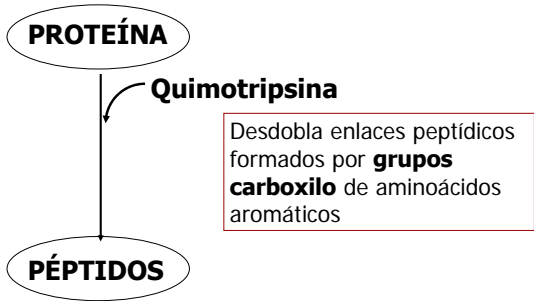 PROTEÍNA
Quimotripsina
Desdobla enlaces peptídicos
formados por grupos
carboxilo de aminoácidos
aromáticos
PÉPTIDOS